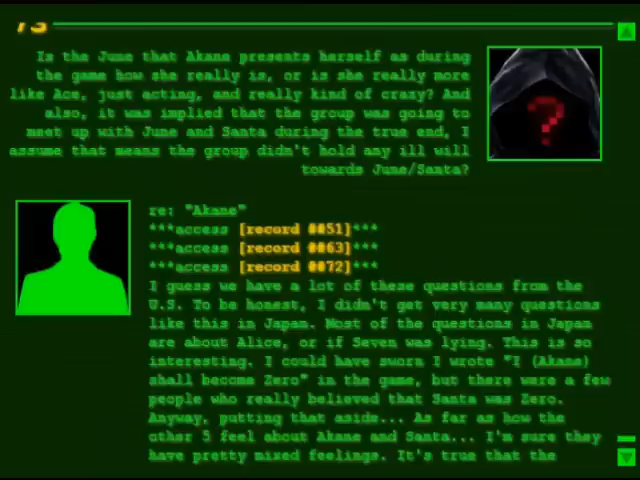 73
Is the June that Akane presents herself as during
the game how she really is, or is she really more
like Ace, just acting, and really kind of crazy? And
also, it was implied that the group was going to
meet up with June and Santa during the true end, I
assume that means the group didn't hold any ill will
towards June/Santa?
?
re: "Akane"
***access [record #051]***
***access [record #063]***
***access [record #072]***
I guess we have a lot of these questions from the
U.S. To be honest, I didn't get very many questions
like this in Japan. Most of the questions in Japan
are about Alice, or if Seven was lying. This is so
interesting. I could have sworn I wrote "I (Akane)
shall become Zero" in the game, but there were a few
people who really believed that Santa was Zero.
Anyway, putting that aside... As far as how the
other 5 feel about Akane and Santa... I'm sure they
have pretty mixed feelings. It's true that the